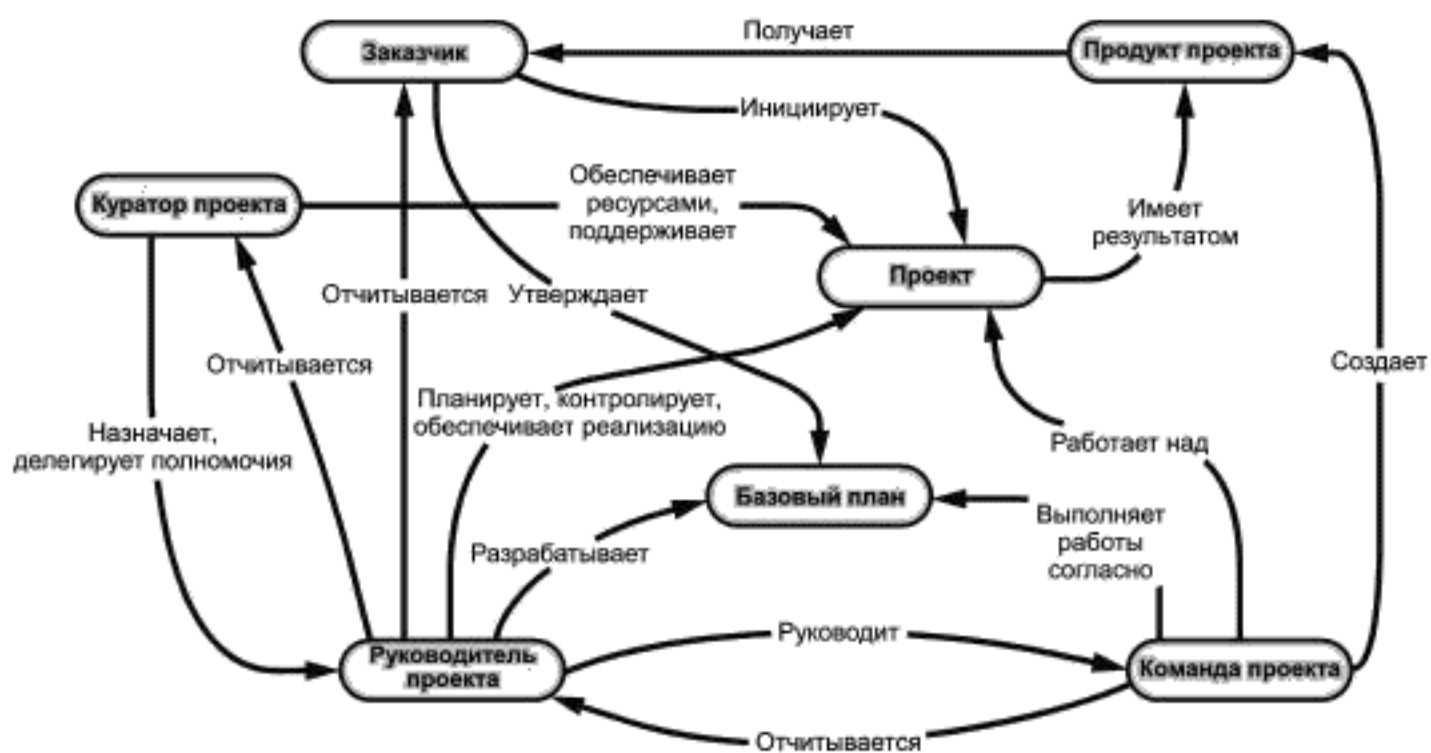 Получает
Заказчик
Продукт проекта
Инициирует
Обеспечивает
ресурсами,
поддерживает
Куратор проекта
Имеет
результатом
Проект
Отчитывается
Утверждает
Отчитывается
Создает
Планирует, контролирует,
обеспечивает реализацию
Назначает,
делегирует полномочия
Работает над
Базовый план
Выполняет
работы
согласно
Разрабатывает
Руководит
Руководитель
проекта
Команда проекта
Отчитывается